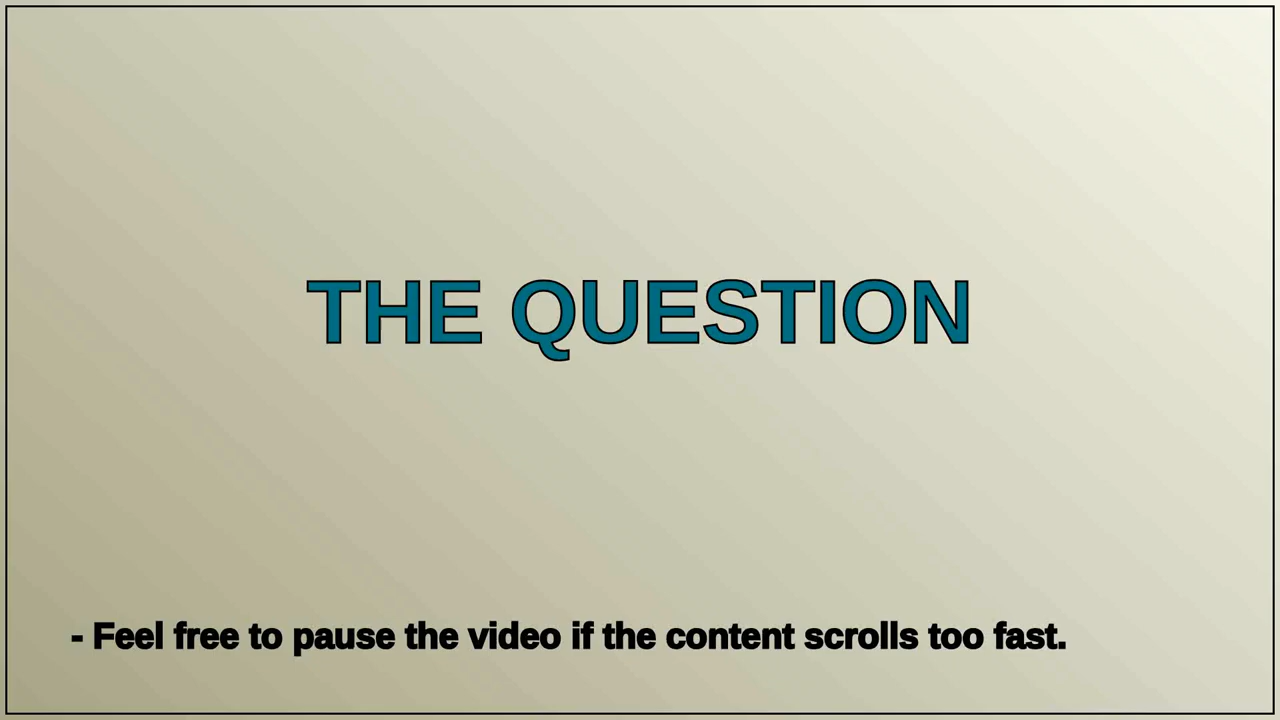 THE QUESTION
- Feel free to pause the video if the content scrolls too fast.